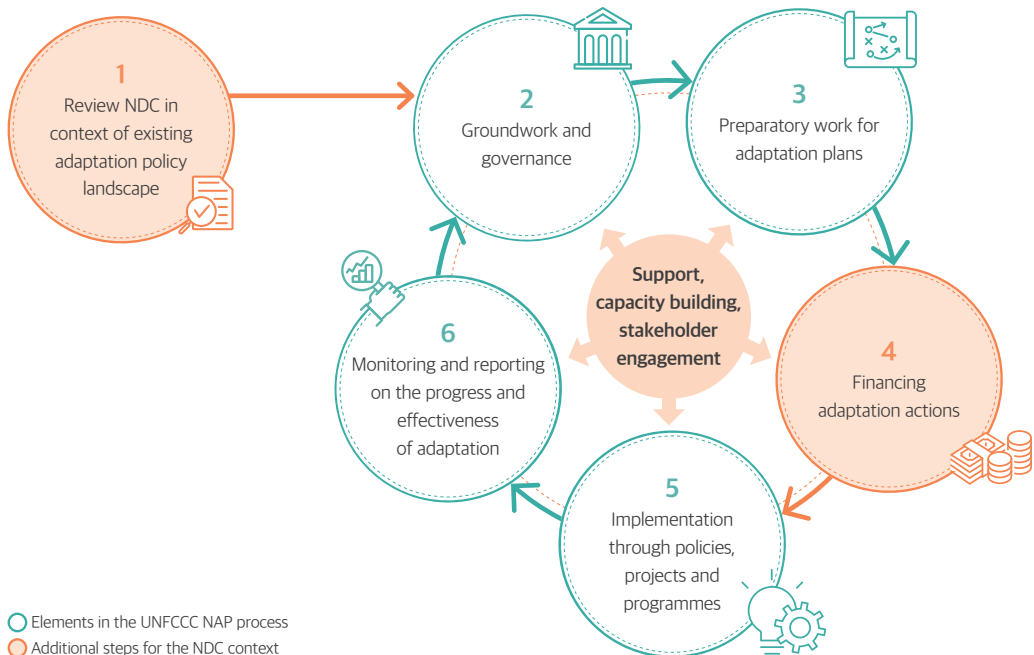 1
Review NDC in
context of existing
adaptation policy
landscape
2
Groundwork and
governance
3
Preparatory work for
adaptation plans
Support,
capacity building,
stakeholder
engagement
4
Financing
adaptation actions
5
Implementation
through policies,
projects and
programmes
6
Monitoring and reporting
on the progress and
effectiveness
of adaptation
Elements in the UNFCCC NAP process
Additional steps for the NDC context